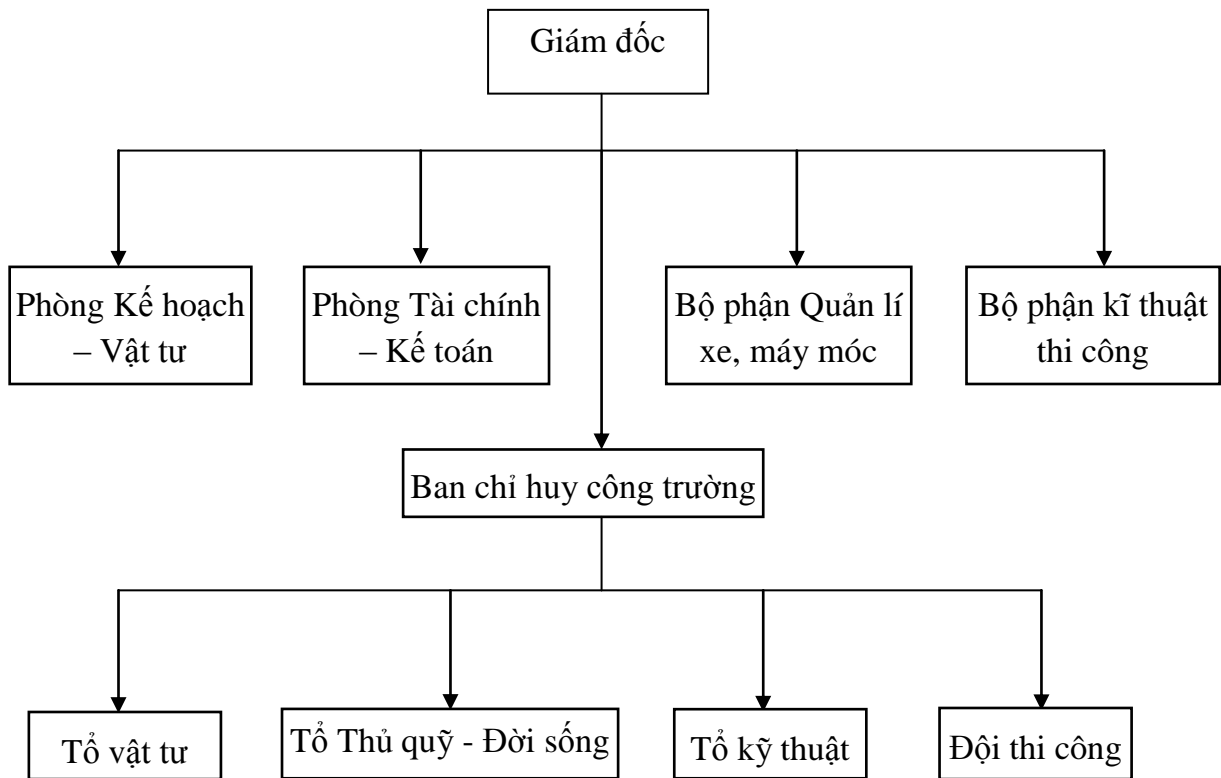 Giám đốc
Phòng Kế hoạch
– Vật tư
Phòng Tài chính
– Kế toán
Bộ phận Quản lí
xe, máy móc
Bộ phận kĩ thuật
thi công
Ban chỉ huy công trường
Tổ vật tư
Tổ Thủ quỹ - Đời sống
Tổ kỹ thuật
Đội thi công